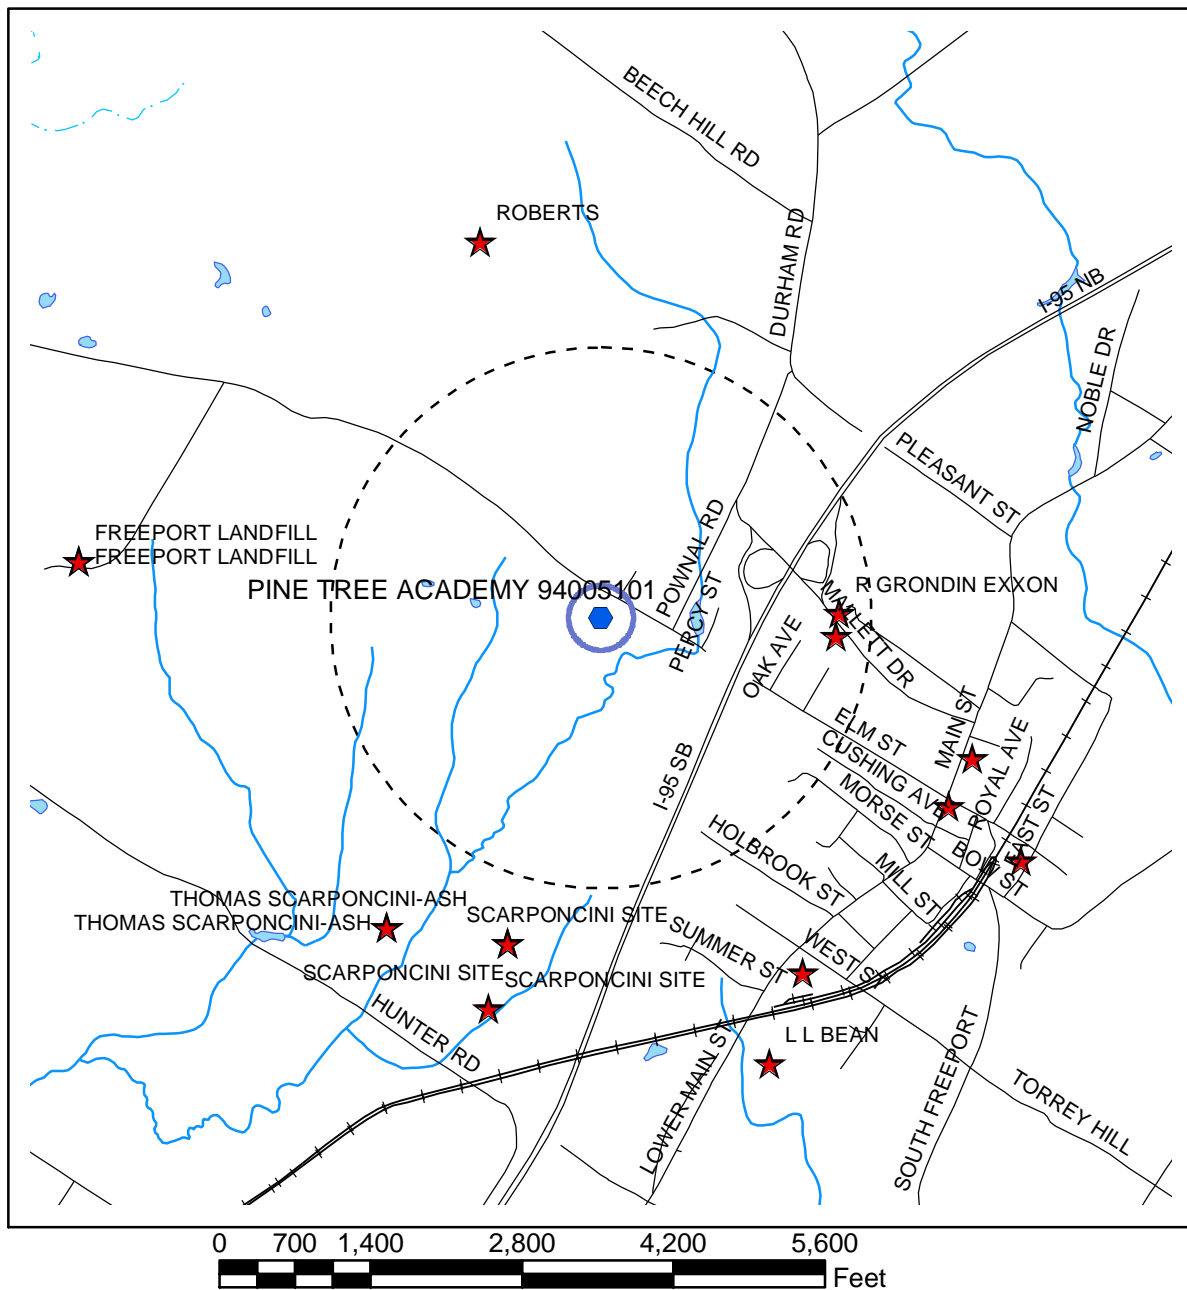 BEECH HILL RD
ROBERTS
DURHAM RD
I-95 NB
NOBLE DR
PLEASANT ST
FREEPORT LANDFILL
FREEPORT LANDFILL
POWNAL RD
PINE TREE ACADEMY 94005101
R GRONDIN EXXON
PERCY ST
MALLETT DR
OAK AVE
ELM ST
MAIN ST
CUSHING AVE
ROYAL AVE
I-95 SB
MORSE ST
EAST ST
HOLBROOK ST
BOW ST
MILL ST
THOMAS SCARPONCINI-ASH
THOMAS SCARPONCINI-ASH
SCARPONCINI SITE
SUMMER ST
WEST ST
SCARPONCINI SITE
SCARPONCINI SITE
HUNTER RD
L L BEAN
LOWER MAIN ST
SOUTH FREEPORT
TORREY HILL
0 700 1,400 2,800 4,200 5,600
Feet